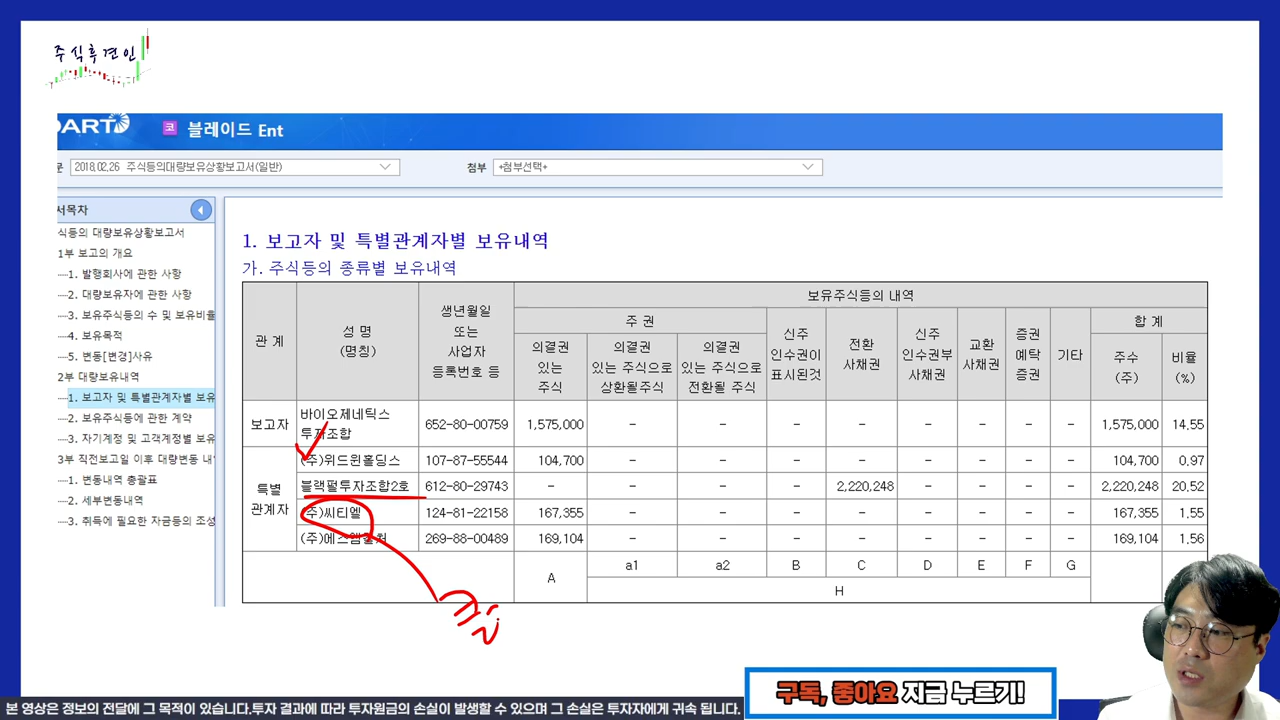 주식후견인
DART 코 블레이드 Ent
문 2018.02.26 주식등의대량보유상황보고서(일반) 첨부 +첨부선택+
서목차
식등의 대량보유상황보고서
1부 보고의 개요
1. 발행회사에 관한 사항
2. 대량보유자에 관한 사항
3. 보유주식등의 수 및 보유비율
4. 보유목적
5. 변동[변경]사유
2부 대량보유내역
1. 보고자 및 특별관계자별 보유
2. 보유주식등에 관한 계약
3. 자기계정 및 고객계정별 보유
3부 직전보고일 이후 대량변동 내
1. 변동내역 총괄표
2. 세부변동내역
3. 취득에 필요한 자금등의 조성
1. 보고자 및 특별관계자별 보유내역
가. 주식등의 종류별 보유내역
관 계 성 명 (명칭) 생년월일 또는 사업자 등록번호 등 보유주식등의 내역
주 권 신주 인수권이 표시된것 전환 사채권 신주 인수권부 사채권 교환 사채권 증권 예탁 증권 기타 합 계
의결권 있는 주식 의결권 있는 주식으로 상환될주식 의결권 있는 주식으로 전환될 주식 주수 (주) 비율 (%)
보고자 바이오제네틱스 투자조합 652-80-00759 1,575,000 - - - - - - - - 1,575,000 14.55
특별 관계자 (주)위드윈홀딩스 107-87-55544 104,700 - - - - - - - - 104,700 0.97
블랙펄투자조합2호 612-80-29743 - - - - 2,220,248 - - - - 2,220,248 20.52
(주)씨티엘 124-81-22158 167,355 - - - - - - - - 167,355 1.55
(주)에스엠벌처 269-88-00489 169,104 - - - - - - - - 169,104 1.56
A a1 a2 B C D E F G
H
구독, 좋아요 지금 누르기!
본 영상은 정보의 전달에 그 목적이 있습니다.투자 결과에 따라 투자원금의 손실이 발생할 수 있으며 그 손실은 투자자에게 귀속 됩니다.